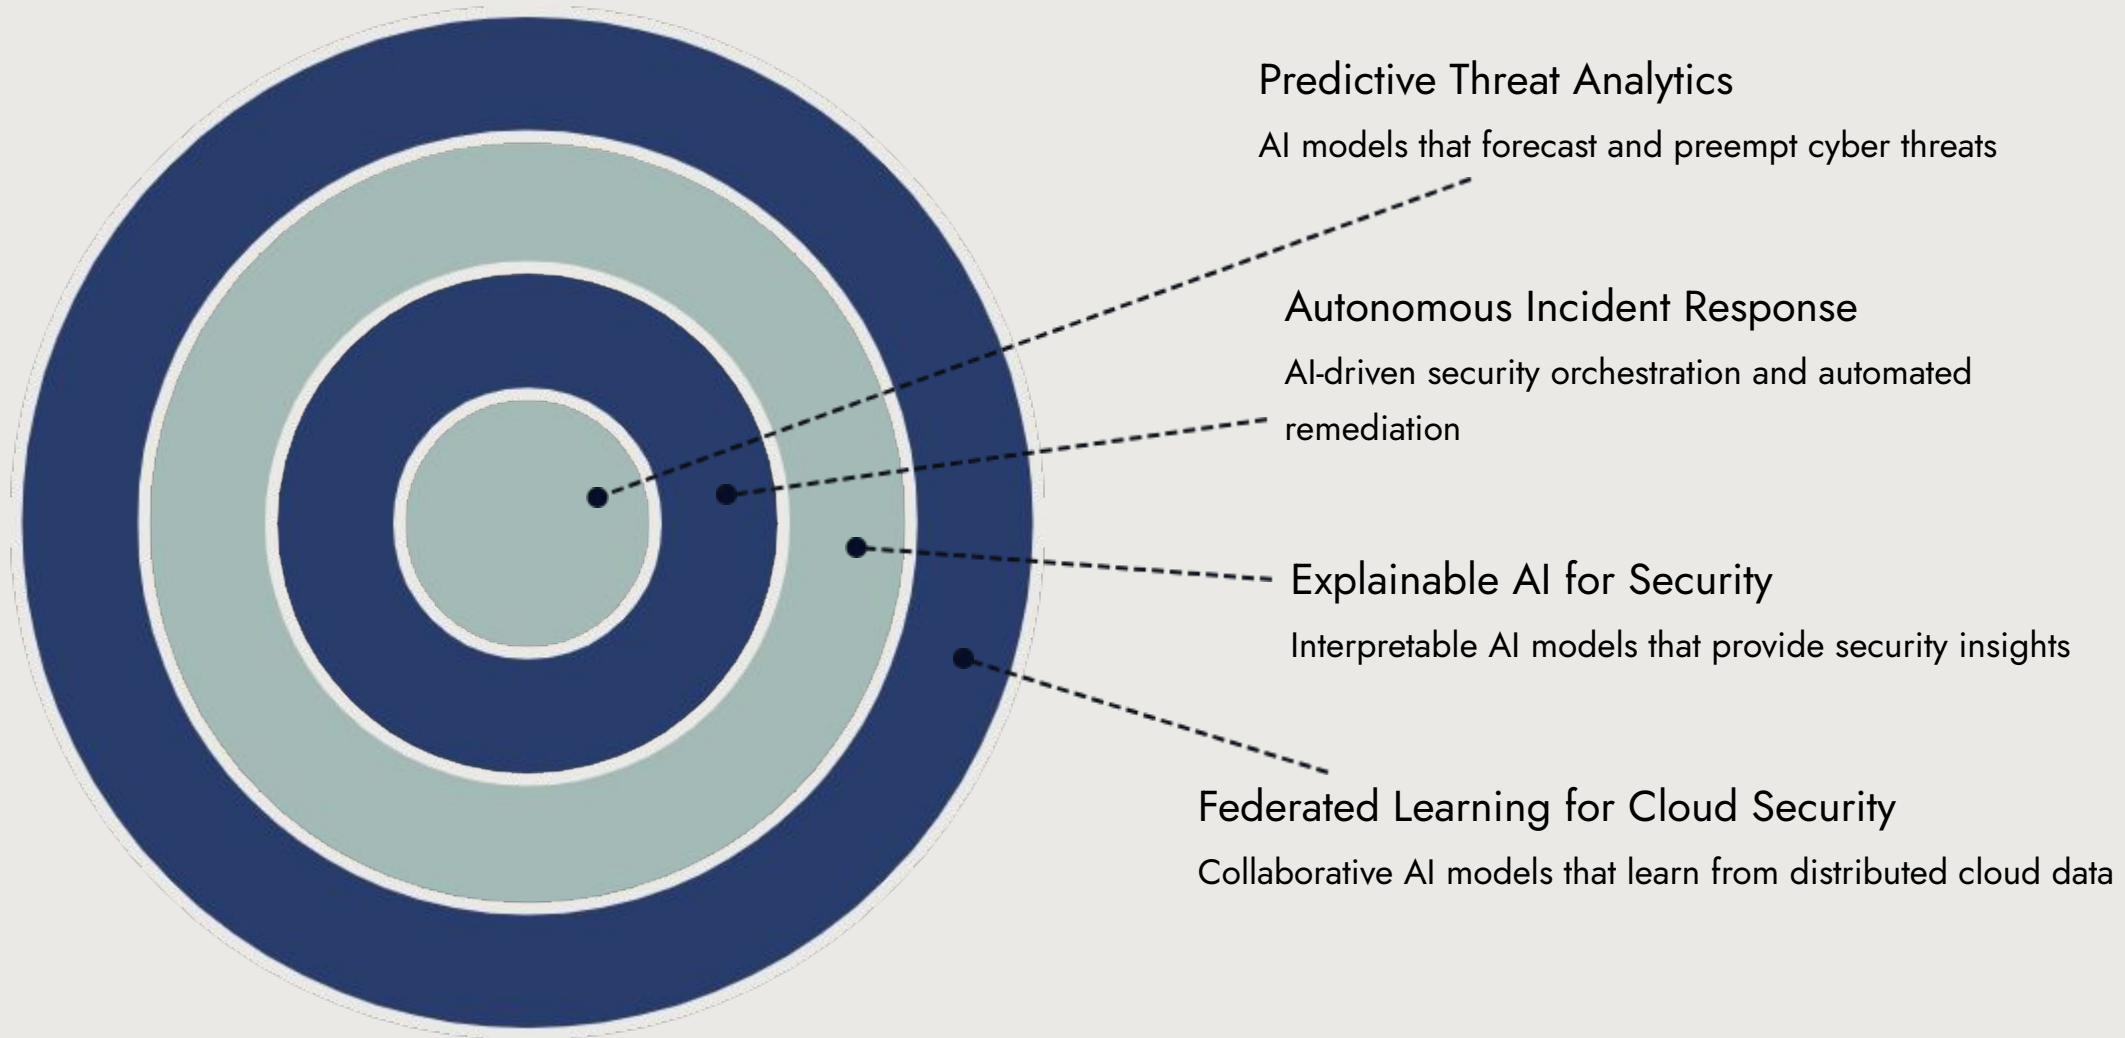 Predictive Threat Analytics
AI models that forecast and preempt cyber threats
Autonomous Incident Response
AI-driven security orchestration and automated
remediation
Explainable AI for Security
Interpretable AI models that provide security insights
Federated Learning for Cloud Security
Collaborative AI models that learn from distributed cloud data